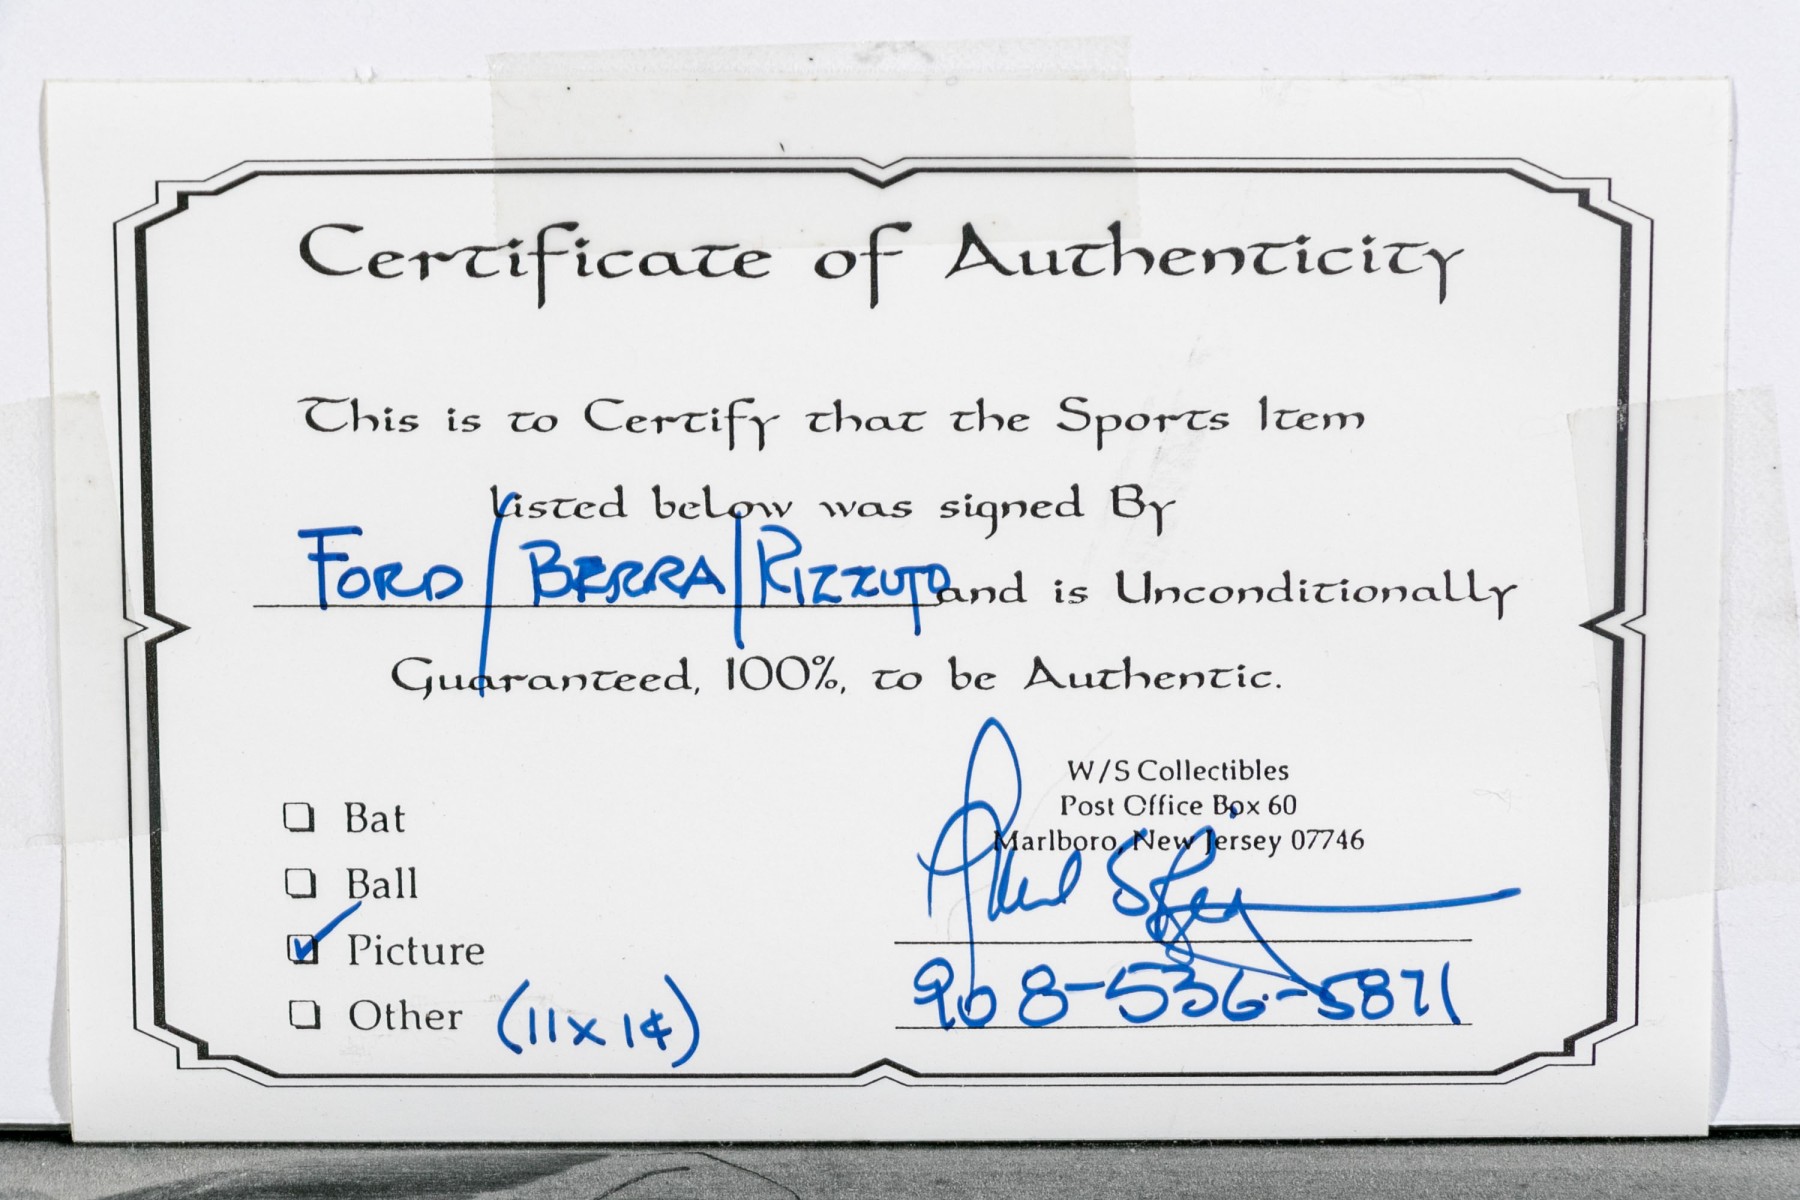 Certificate of Authenticity
This is to Certify that the Sports Item
listed below was signed By
FORD/BERRA/RIZZUTO and is Unconditionally
Guaranteed, 100%, to be Authentic.
W/S Collectibles
Post Office Box 60
Marlboro, New Jersey 07746
Bat
Ball
Picture
Other (11x14)
908-536-5871